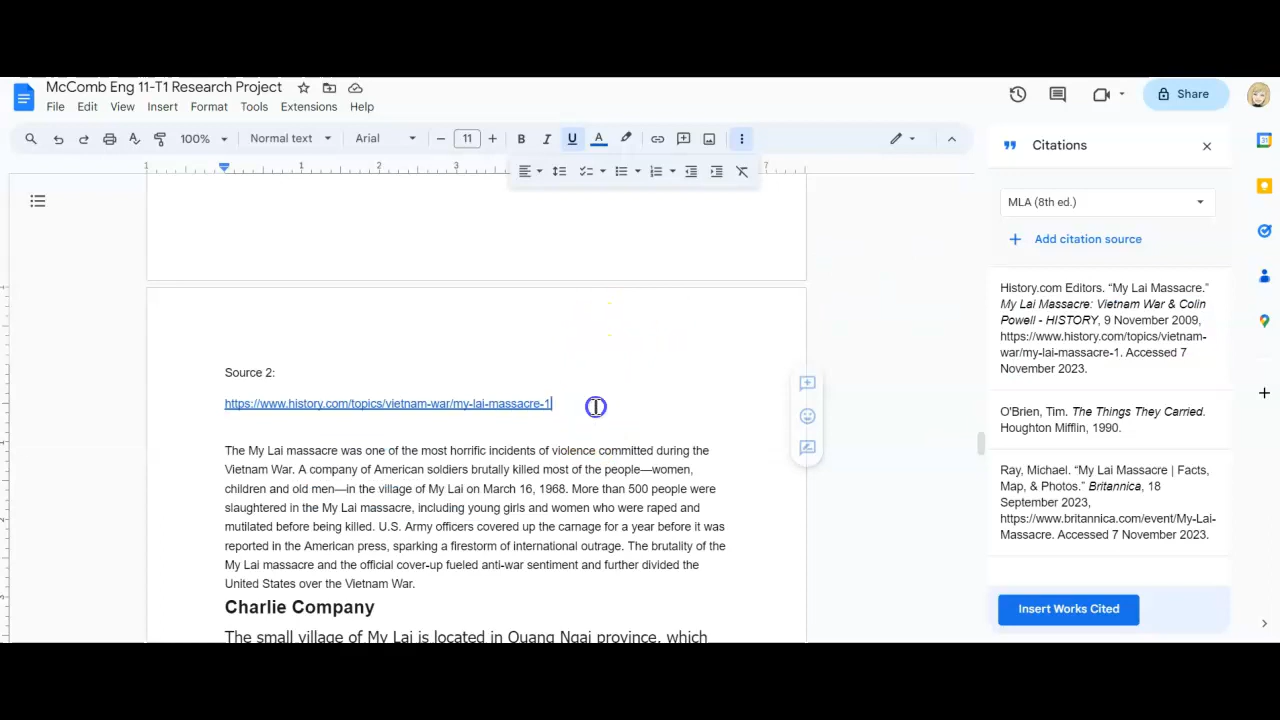 McComb Eng 11-T1 Research Project
File Edit View Insert Format Tools Extensions Help
Share
100% Normal text Arial 11
1 1 2 3 7
Source 2:
https://www.history.com/topics/vietnam-war/my-lai-massacre-1
The My Lai massacre was one of the most horrific incidents of violence committed during the
Vietnam War. A company of American soldiers brutally killed most of the people—women,
children and old men—in the village of My Lai on March 16, 1968. More than 500 people were
slaughtered in the My Lai massacre, including young girls and women who were raped and
mutilated before being killed. U.S. Army officers covered up the carnage for a year before it was
reported in the American press, sparking a firestorm of international outrage. The brutality of the
My Lai massacre and the official cover-up fueled anti-war sentiment and further divided the
United States over the Vietnam War.
Charlie Company
The small village of My Lai is located in Quang Ngai province, which
Citations
MLA (8th ed.)
Add citation source
History.com Editors. “My Lai Massacre.”
My Lai Massacre: Vietnam War & Colin
Powell - HISTORY, 9 November 2009,
https://www.history.com/topics/vietnam-
war/my-lai-massacre-1. Accessed 7
November 2023.
O'Brien, Tim. The Things They Carried.
Houghton Mifflin, 1990.
Ray, Michael. “My Lai Massacre | Facts,
Map, & Photos.” Britannica, 18
September 2023,
https://www.britannica.com/event/My-Lai-
Massacre. Accessed 7 November 2023.
Insert Works Cited